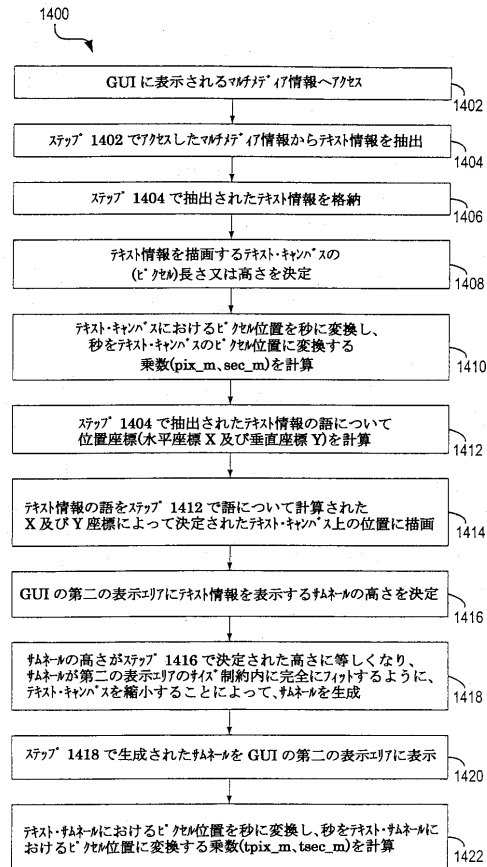 1400
GUI に表示されるﾏﾙﾁﾒﾃﾞｨｱ情報へアクセス
1402
ｽﾃｯﾌﾟ 1402 でアクセスしたﾏﾙﾁﾒﾃﾞｨｱ情報からテキスト情報を抽出
1404
ｽﾃｯﾌﾟ 1404 で抽出されたテキスト情報を格納
1406
ﾃｷｽﾄ情報を描画するﾃｷｽﾄ・ｷｬﾝﾊﾞｽの
(ﾋﾟｸｾﾙ)長さ又は高さを決定
1408
ﾃｷｽﾄ・ｷｬﾝﾊﾞｽにおけるﾋﾟｸｾﾙ位置を秒に変換し、
秒をﾃｷｽﾄ・ｷｬﾝﾊﾞｽのﾋﾟｸｾﾙ位置に変換する
乗数(pix_m、sec_m)を計算
1410
ｽﾃｯﾌﾟ 1404 で抽出されたﾃｷｽﾄ情報の語について
位置座標(水平座標 X 及び垂直座標 Y)を計算
1412
ﾃｷｽﾄ情報の語をｽﾃｯﾌﾟ 1412 で語について計算された
X 及び Y 座標によって決定されたﾃｷｽﾄ・ｷｬﾝﾊﾞｽ上の位置に描画
1414
GUI の第二の表示ｴﾘｱにﾃｷｽﾄ情報を表示するｻﾑﾈｰﾙの高さを決定
1416
ｻﾑﾈｰﾙの高さがｽﾃｯﾌﾟ 1416 で決定された高さに等しくなり、
ｻﾑﾈｰﾙが第二の表示ｴﾘｱのｻｲｽﾞ制約内に完全にﾌｨｯﾄするように、
ﾃｷｽﾄ・ｷｬﾝﾊﾞｽを縮小することによって、ｻﾑﾈｰﾙを生成
1418
ｽﾃｯﾌﾟ 1418 で生成されたｻﾑﾈｰﾙを GUI の第二の表示ｴﾘｱに表示
1420
ﾃｷｽﾄ・ｻﾑﾈｰﾙにおけるﾋﾟｸｾﾙ位置を秒に変換し、秒をﾃｷｽﾄ・ｻﾑﾈｰﾙに
おけるﾋﾟｸｾﾙ位置に変換する乗数(tpix_m、tsec_m)を計算
1422